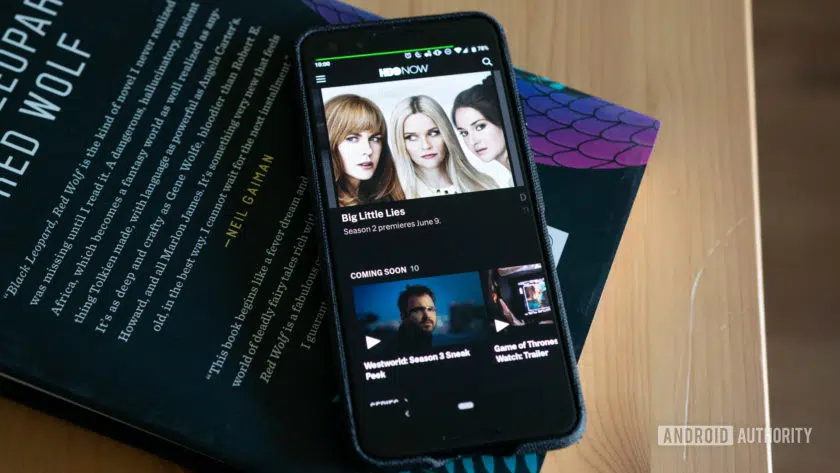 LEOPARD
RED WOLF
"Black Leopard, Red Wolf is the kind of novel I never realized
was missing until I read it. A dangerous, hallucinatory, ancient
Africa, which becomes a fantasy world as well realized as any-
thing Tolkien made, with language as powerful as Angela Carter's.
It's as deep and crafty as Gene Wolfe, bloodier than Robert E.
Howard, and all Marlon James. It's something very new that feels
old, in the best way. I cannot wait for the next installment."
—NEIL GAIMAN
"This book begins like a fever dream and
world of deadly fairy tales rich wit
Red Wolf is a fabulous
I guaran
10:00
78%
HBO NOW
Big Little Lies
Season 2 premieres June 9.
D
COMING SOON 10
Westworld: Season 3 Sneak
Peek
Game of Thrones
Watch: Trailer
SERIES
ANDROID AUTHORITY